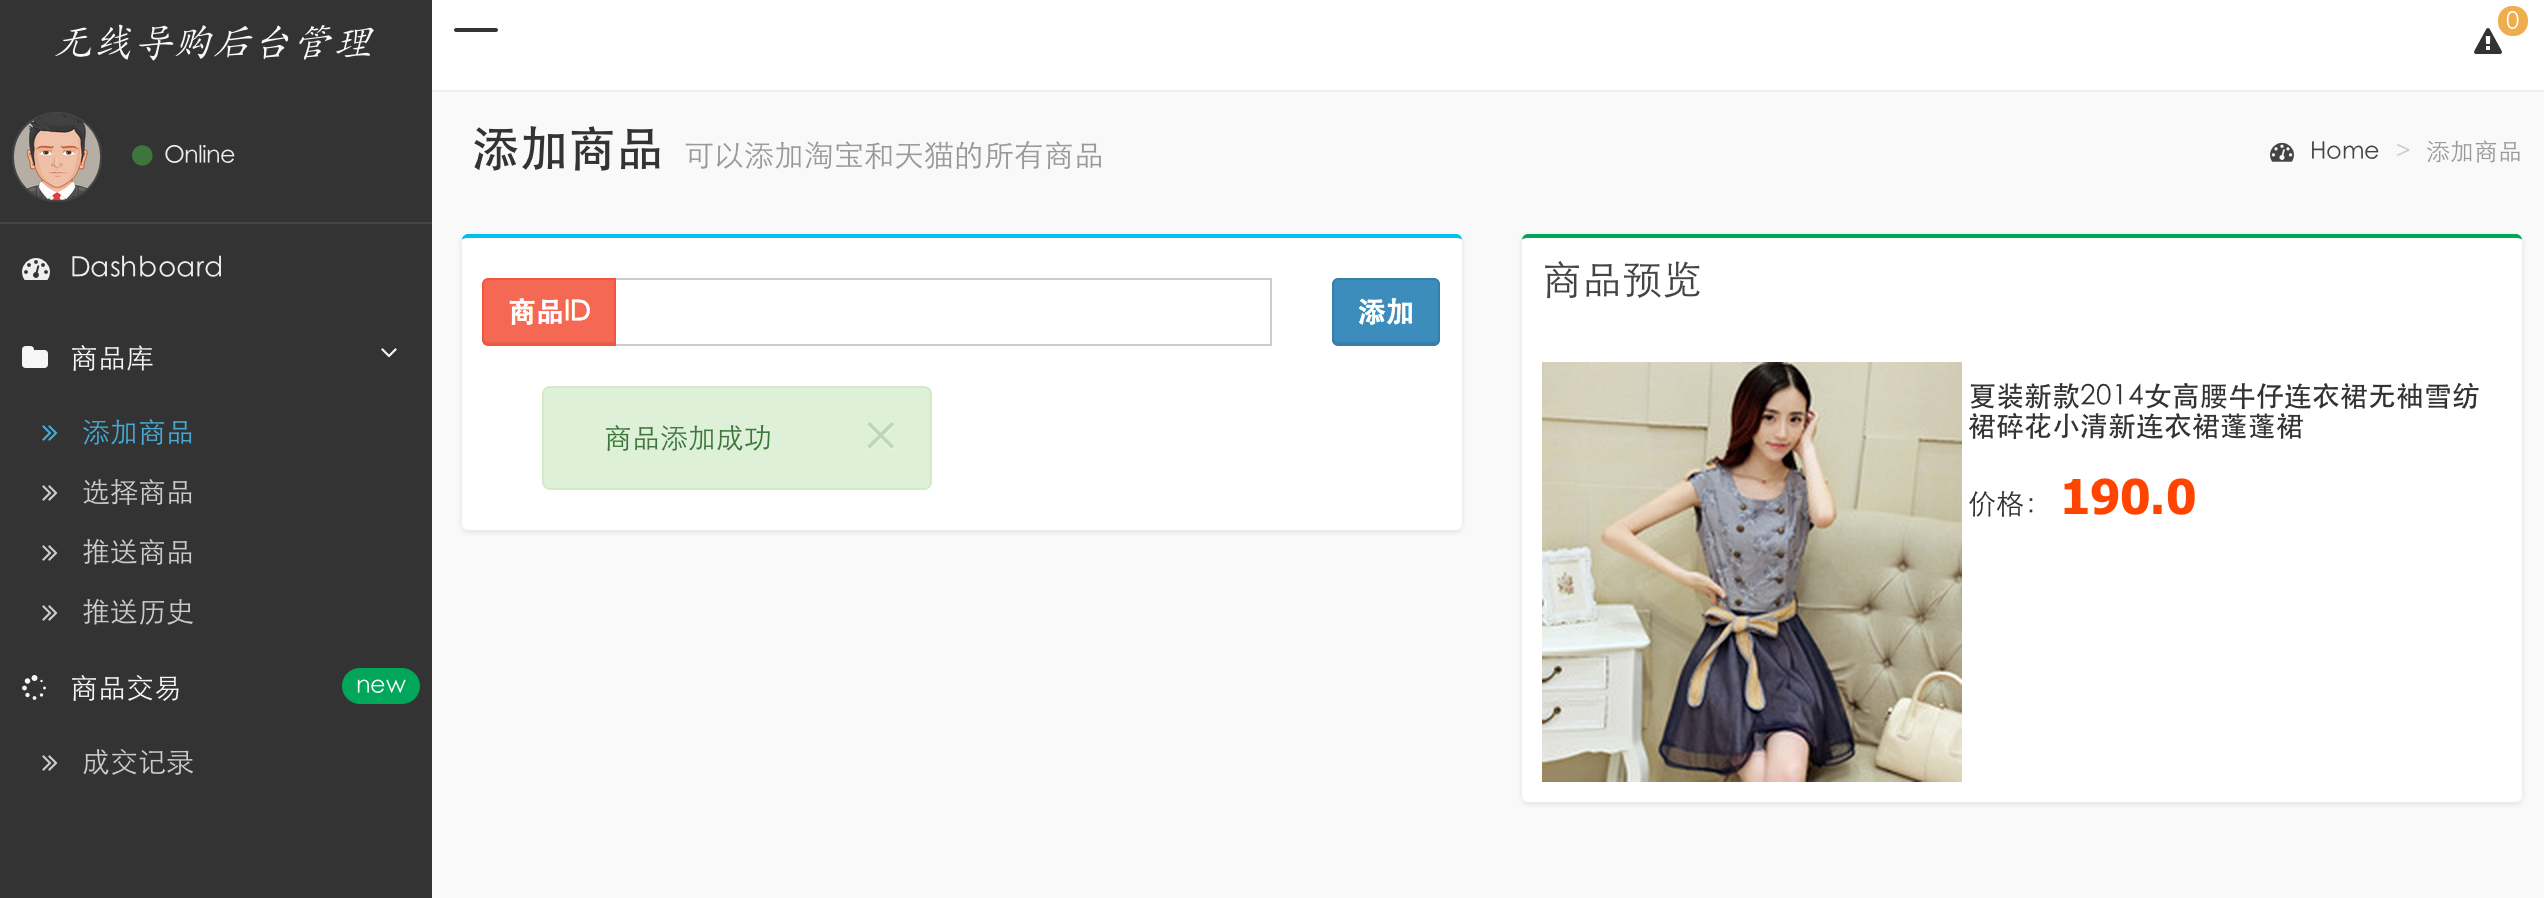 无线导购后台管理
0
Online
添加商品 可以添加淘宝和天猫的所有商品
Home > 添加商品
Dashboard
商品库
添加商品
选择商品
推送商品
推送历史
商品交易 new
成交记录
商品ID
添加
商品添加成功 ×
商品预览
夏装新款2014女高腰牛仔连衣裙无袖雪纺
裙碎花小清新连衣裙蓬蓬裙
价格： 190.0